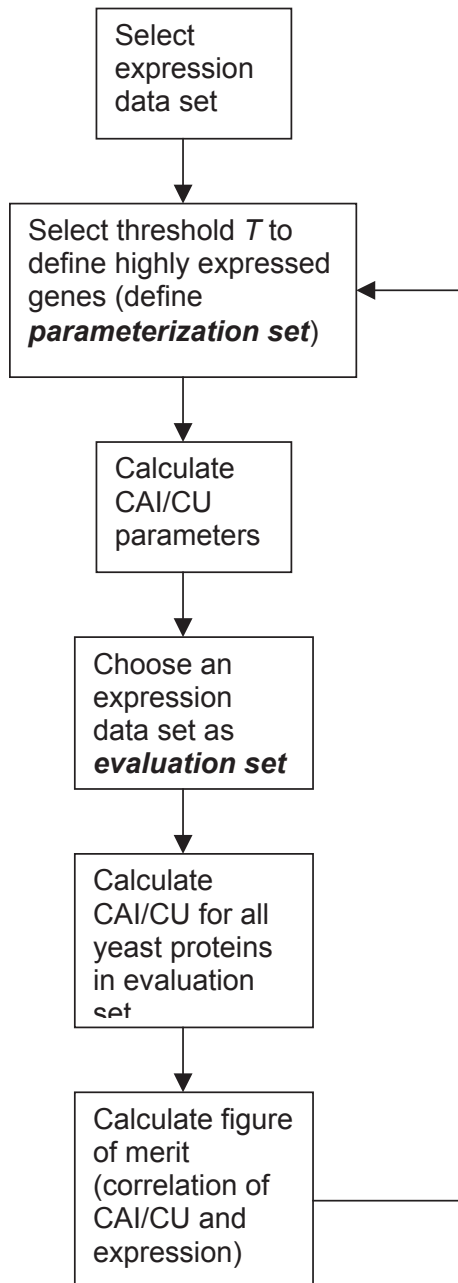 Select
expression
data set
Select threshold T to
define highly expressed
genes (define
parameterization set)
Calculate
CAI/CU
parameters
Choose an
expression
data set as
evaluation set
Calculate
CAI/CU for all
yeast proteins
in evaluation
set
Calculate figure
of merit
(correlation of
CAI/CU and
expression)